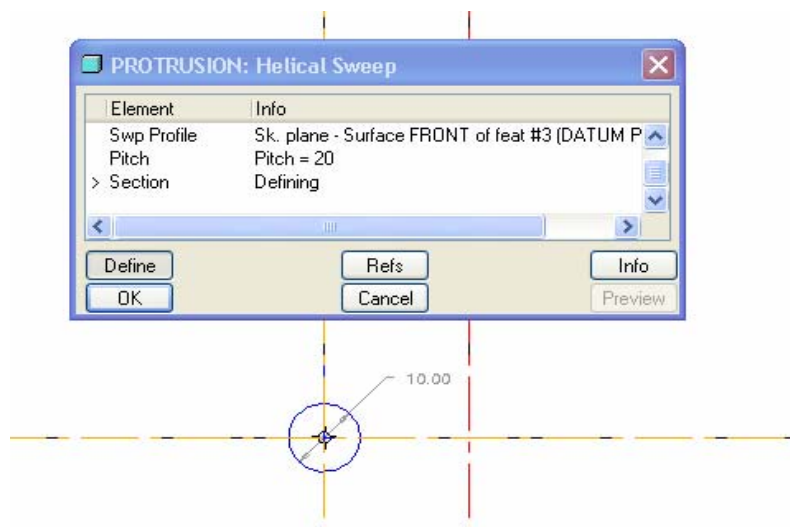 PROTRUSION: Helical Sweep
Element Info
Swp Profile Sk. plane - Surface FRONT of feat #3 (DATUM P
Pitch Pitch = 20
> Section Defining
Define Refs Info
OK Cancel Preview
10.00